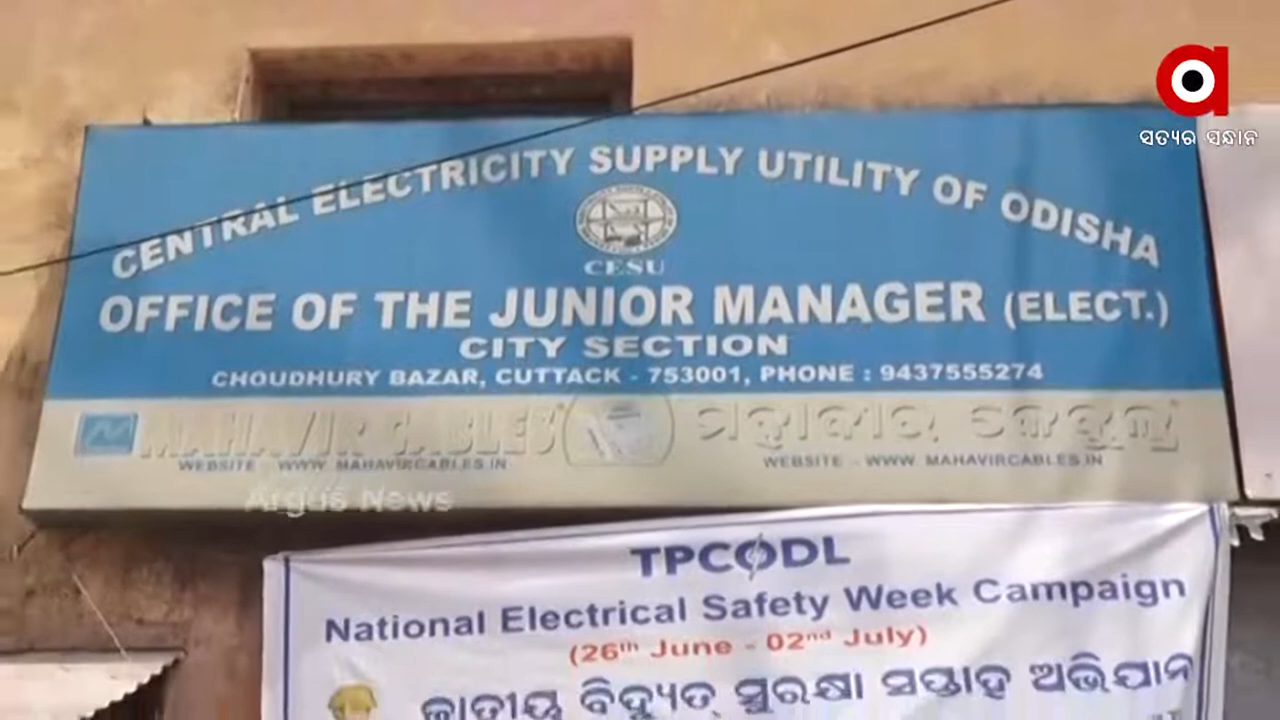 ସତ୍ୟର ସନ୍ଧାନ
CENTRAL ELECTRICITY SUPPLY UTILITY OF ODISHA
CESU
OFFICE OF THE JUNIOR MANAGER (ELECT.)
CITY SECTION
CHOUDHURY BAZAR, CUTTACK - 753001, PHONE : 9437555274
MAHAVIR CABLES
WEBSITE - WWW. MAHAVIRCABLES.IN
WEBSITE - WWW MAHAVIRCABLES.IN
Argus News
TPCODL
National Electrical Safety Week Campaign
(26th June - 02nd July)
ଜାତୀୟ ବିଦ୍ୟୁତ୍ ସୁରକ୍ଷା ସପ୍ତାହ ଅଭିଯାନ